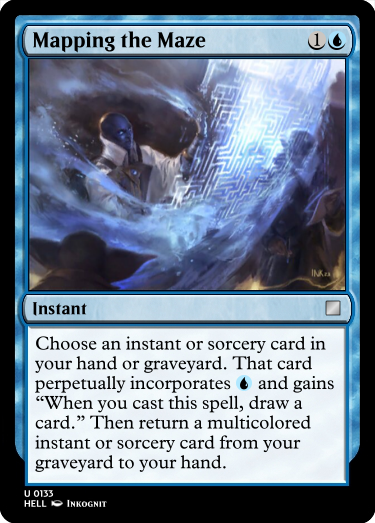 Mapping the Maze 1
Instant
Choose an instant or sorcery card in
your hand or graveyard. That card
perpetually incorporates and gains
“When you cast this spell, draw a
card.” Then return a multicolored
instant or sorcery card from your
graveyard to your hand.
U 0133
HELL Inkognit